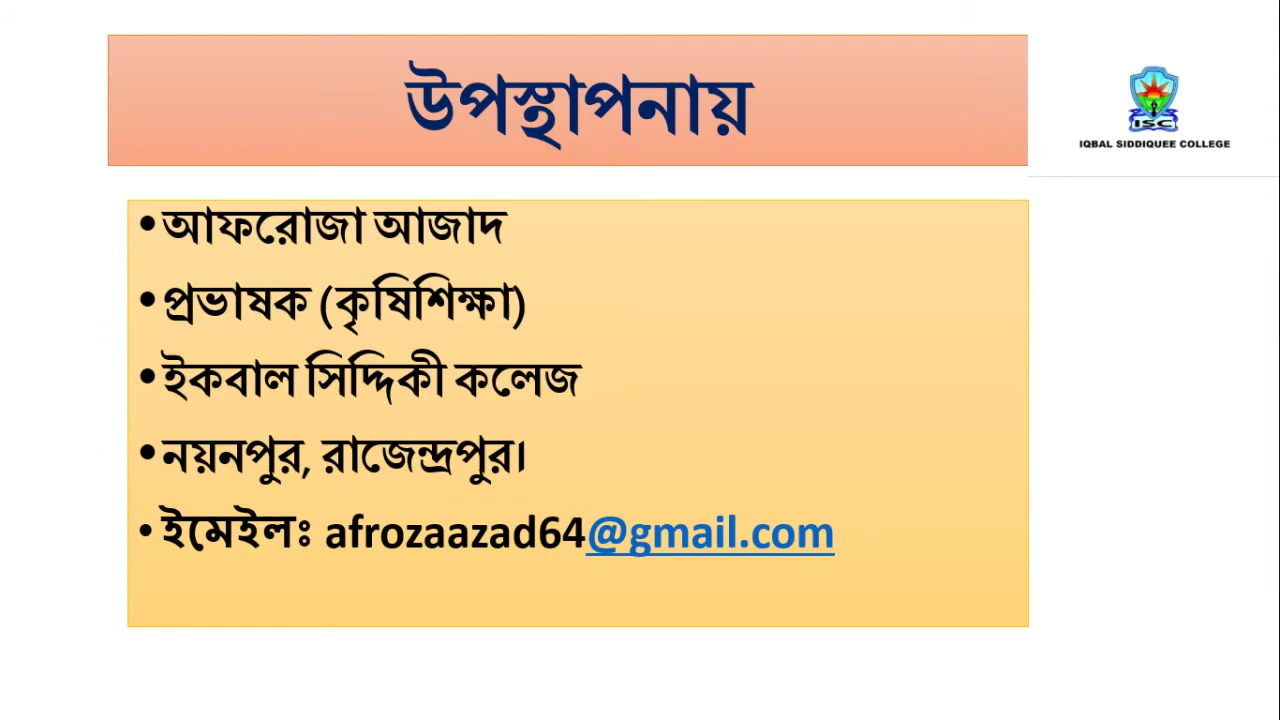 উপস্থাপনায়
ISC
IQBAL SIDDIQUEE COLLEGE
•আফরোজা আজাদ
•প্রভাষক (কৃষিশিক্ষা)
•ইকবাল সিদ্দিকী কলেজ
•নয়নপুর, রাজেন্দ্রপুর।
• ইমেইলঃ afrozaazad64@gmail.com